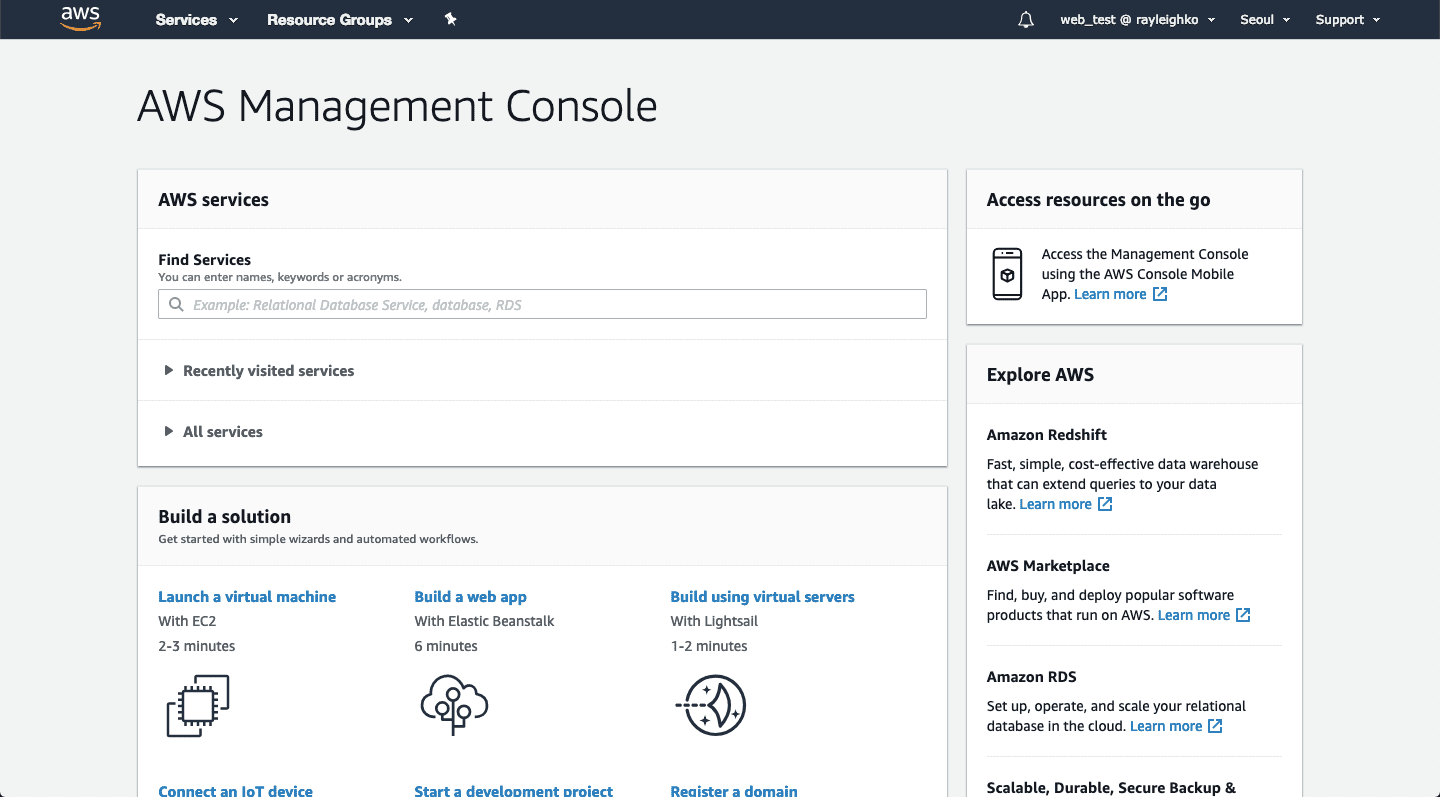 aws
Services
Resource Groups
web_test @ rayleighko
Seoul
Support
AWS Management Console
AWS services
Find Services
You can enter names, keywords or acronyms.
Example: Relational Database Service, database, RDS
Recently visited services
All services
Build a solution
Get started with simple wizards and automated workflows.
Launch a virtual machine
With EC2
2-3 minutes
Build a web app
With Elastic Beanstalk
6 minutes
Build using virtual servers
With Lightsail
1-2 minutes
Connect an IoT device
Start a development project
Register a domain
Access resources on the go
Access the Management Console
using the AWS Console Mobile
App. Learn more
Explore AWS
Amazon Redshift
Fast, simple, cost-effective data warehouse
that can extend queries to your data
lake. Learn more
AWS Marketplace
Find, buy, and deploy popular software
products that run on AWS. Learn more
Amazon RDS
Set up, operate, and scale your relational
database in the cloud. Learn more
Scalable, Durable, Secure Backup &